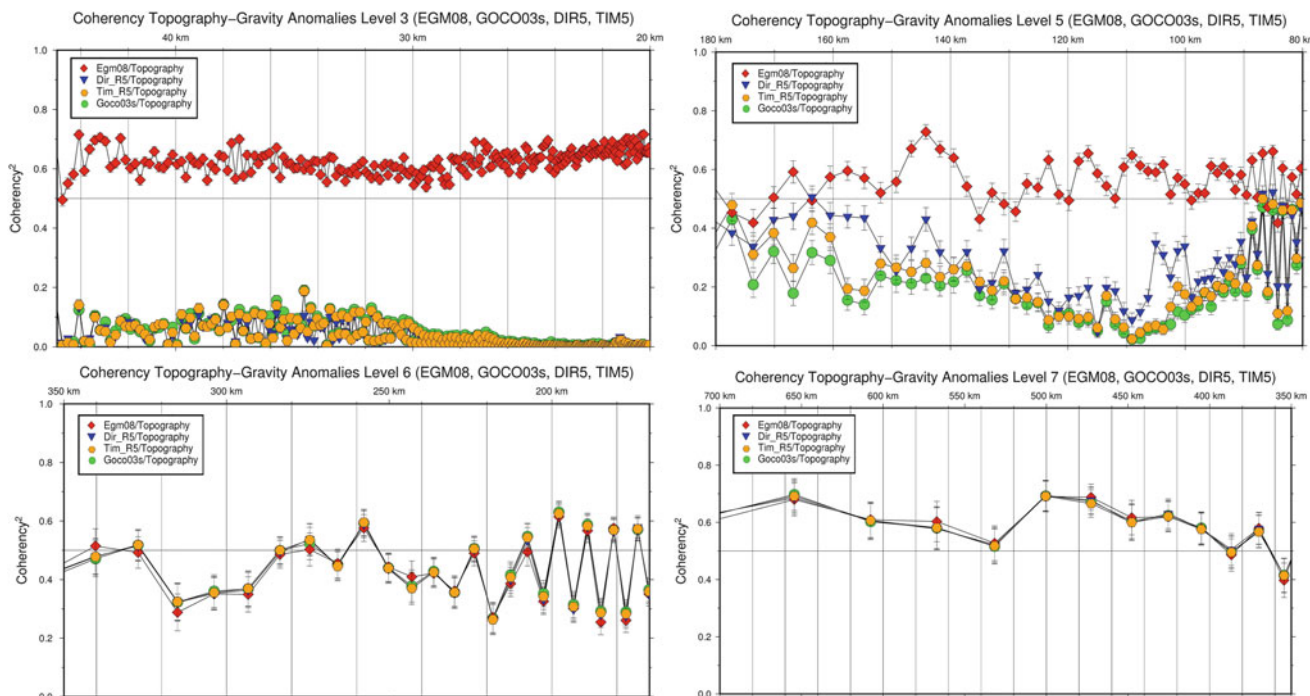 Coherency Topography-Gravity Anomalies Level 3 (EGM08, GOCO03s, DIR5, TIM5)
40 km 30 km 20 km
1.0
0.8
0.6
0.4
0.2
0.0
Coherency²
Egm08/Topography
Dir_R5/Topography
Tim_R5/Topography
Goco03s/Topography
Coherency Topography-Gravity Anomalies Level 5 (EGM08, GOCO03s, DIR5, TIM5)
180 km 160 km 140 km 120 km 100 km 80 km
1.0
0.8
0.6
0.4
0.2
0.0
Coherency²
Egm08/Topography
Dir_R5/Topography
Tim_R5/Topography
Goco03s/Topography
Coherency Topography-Gravity Anomalies Level 6 (EGM08, GOCO03s, DIR5, TIM5)
350 km 300 km 250 km 200 km
1.0
0.8
0.6
0.4
0.2
0.0
Coherency²
Egm08/Topography
Dir_R5/Topography
Tim_R5/Topography
Goco03s/Topography
Coherency Topography-Gravity Anomalies Level 7 (EGM08, GOCO03s, DIR5, TIM5)
700 km 650 km 600 km 550 km 500 km 450 km 400 km 350 km
1.0
0.8
0.6
0.4
0.2
0.0
Coherency²
Egm08/Topography
Dir_R5/Topography
Tim_R5/Topography
Goco03s/Topography